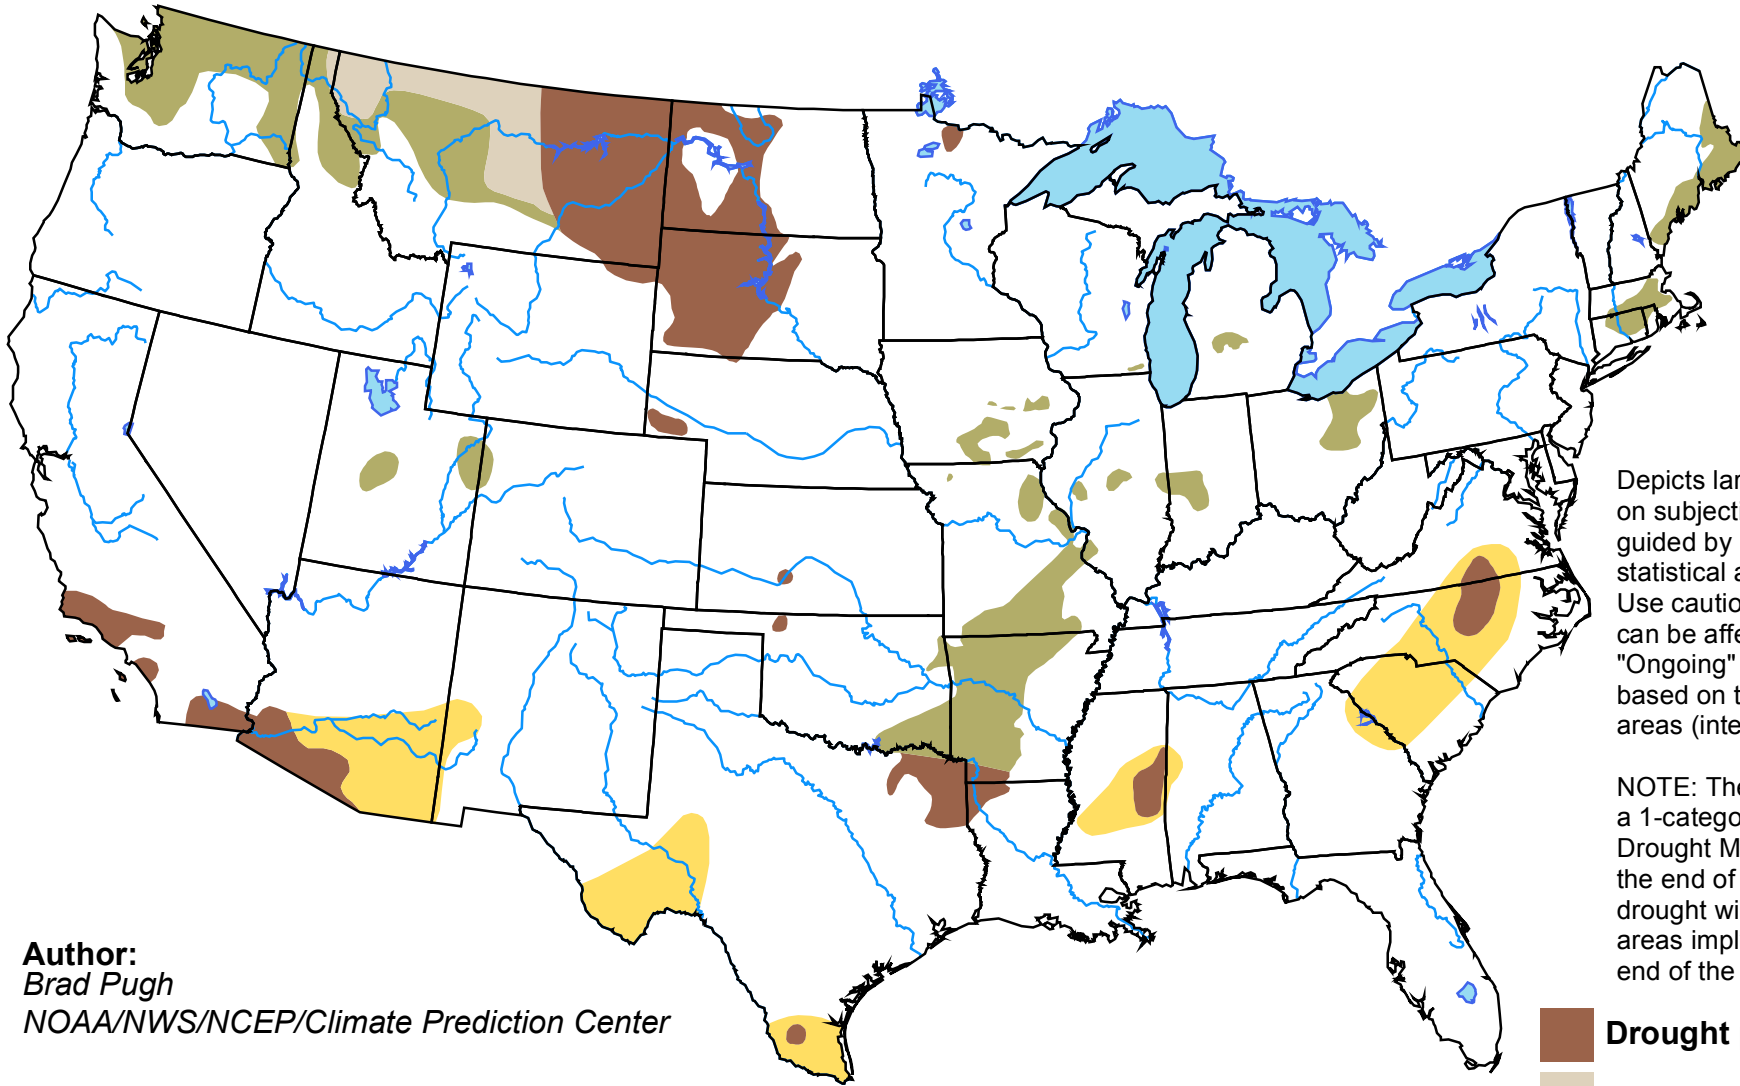 Depicts lar
on subjecti
guided by
statistical a
Use cautio
can be affe
"Ongoing"
based on t
areas (inte
NOTE: The
a 1-catego
Drought M
the end of
drought wi
areas impl
end of the
Author:
Brad Pugh
NOAA/NWS/NCEP/Climate Prediction Center
Drought